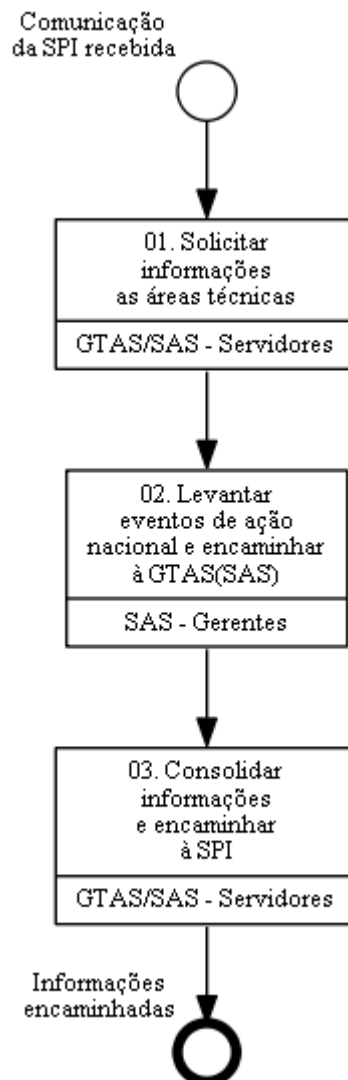 Comunicação
da SPI recebida
01. Solicitar
informações
as áreas técnicas
GTAS/SAS - Servidores
02. Levantar
eventos de ação
nacional e encaminhar
à GTAS(SAS)
SAS - Gerentes
03. Consolidar
informações
e encaminhar
à SPI
GTAS/SAS - Servidores
Informações
encaminhadas